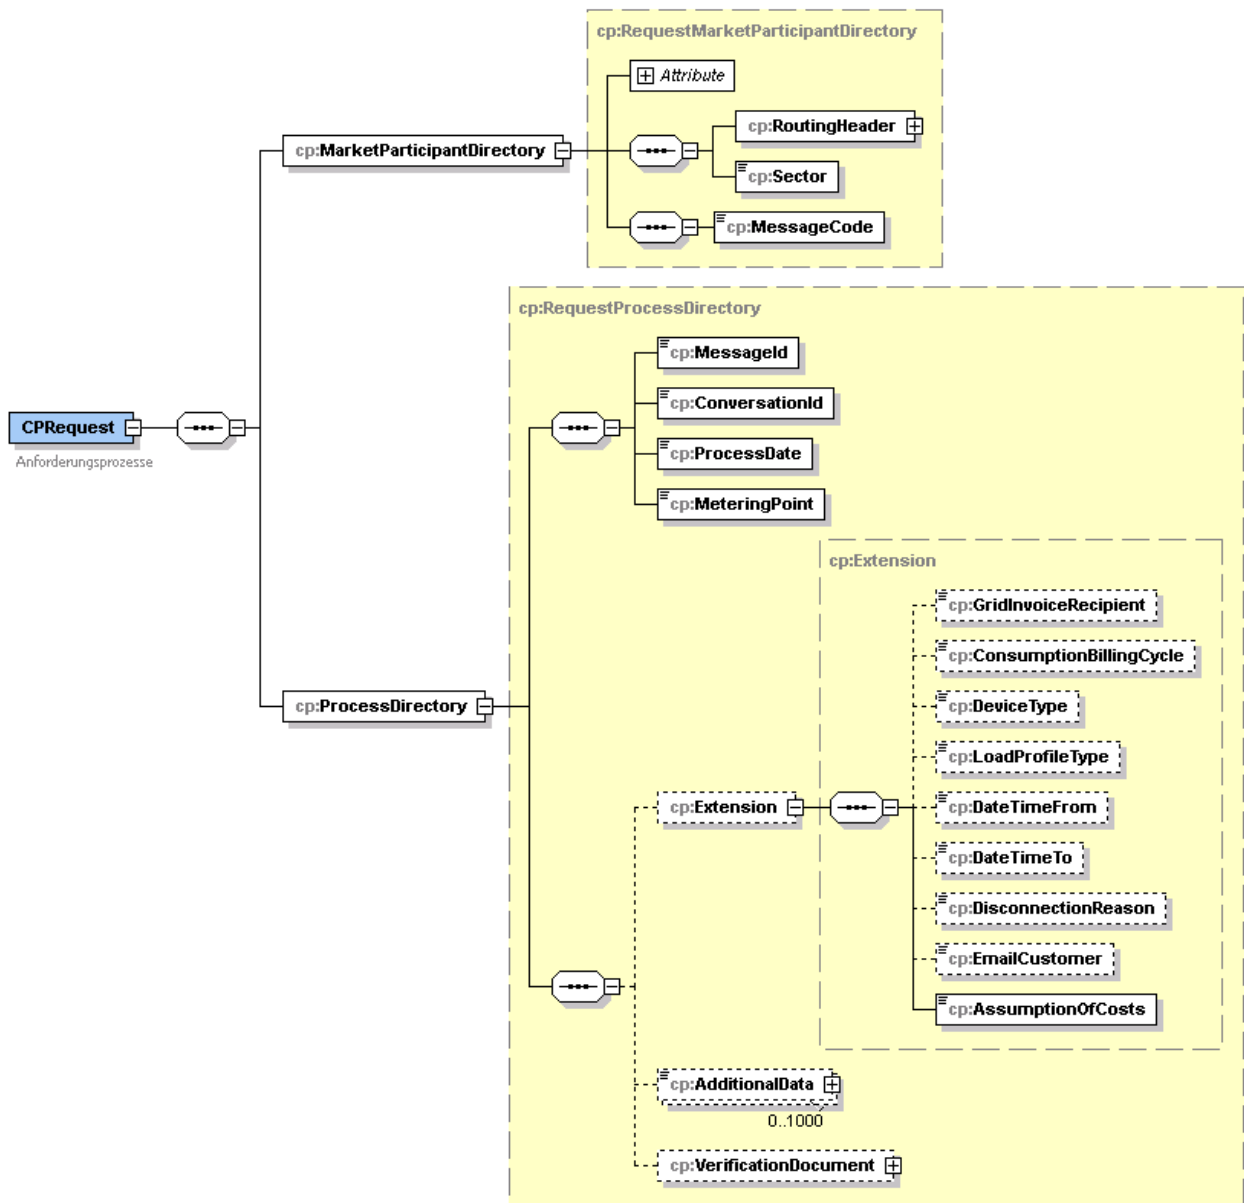 cp:RequestMarketParticipantDirectory
Attribute
cp:RoutingHeader
cp:MarketParticipantDirectory
cp:Sector
cp:MessageCode
cp:RequestProcessDirectory
cp:MessageId
cp:ConversationId
CPRequest
Anforderungsprozesse
cp:ProcessDate
cp:MeteringPoint
cp:Extension
cp:GridInvoiceRecipient
cp:ConsumptionBillingCycle
cp:ProcessDirectory
cp:DeviceType
cp:LoadProfileType
cp:Extension
cp:DateTimeFrom
cp:DateTimeTo
cp:DisconnectionReason
cp:EmailCustomer
cp:AssumptionOfCosts
cp:AdditionalData
0..1000
cp:VerificationDocument